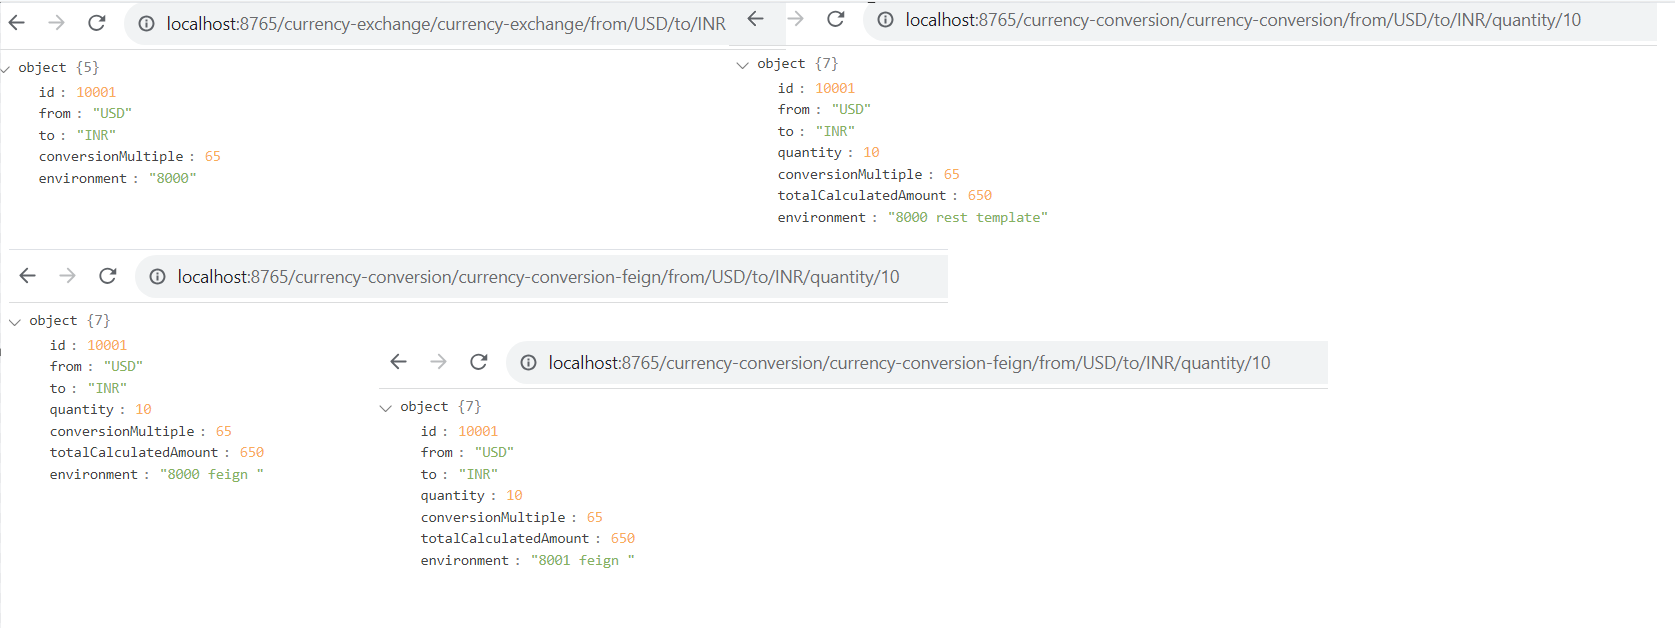 localhost:8765/currency-exchange/currency-exchange/from/USD/to/INR
object {5}
id : 10001
from : "USD"
to : "INR"
conversionMultiple : 65
environment : "8000"
localhost:8765/currency-conversion/currency-conversion/from/USD/to/INR/quantity/10
object {7}
id : 10001
from : "USD"
to : "INR"
quantity : 10
conversionMultiple : 65
totalCalculatedAmount : 650
environment : "8000 rest template"
localhost:8765/currency-conversion/currency-conversion-feign/from/USD/to/INR/quantity/10
object {7}
id : 10001
from : "USD"
to : "INR"
quantity : 10
conversionMultiple : 65
totalCalculatedAmount : 650
environment : "8000 feign "
localhost:8765/currency-conversion/currency-conversion-feign/from/USD/to/INR/quantity/10
object {7}
id : 10001
from : "USD"
to : "INR"
quantity : 10
conversionMultiple : 65
totalCalculatedAmount : 650
environment : "8001 feign "